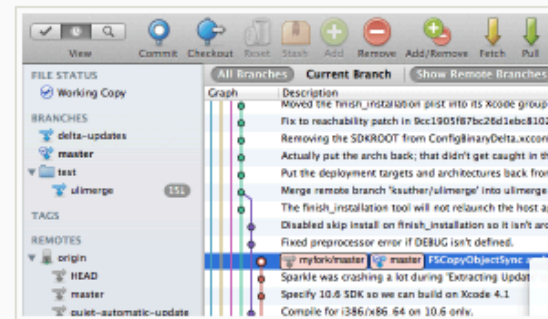 View Commit Checkout Reset Stash Add Remove Add/Remove Fetch Pull
FILE STATUS
Working Copy
BRANCHES
delta-updates
master
test
ulimerge 151
TAGS
REMOTES
origin
HEAD
master
quiet-automatic-update
All Branches Current Branch Show Remote Branches
Graph Description
Moved the finish_installation plist into its Xcode group
Fix to reachability patch in
Removing the SDKROOT from ConfigBinaryDelta.xccon
Actually put the archs back; that didn't get caught in th
Put the deployment targets and architectures back from
Merge remote branch 'ksuther/ulimerge' into ulimerge
The finish_installation tool will not relaunch the host a
Disabled skip install on finish_installation so it isn't arc
Fixed preprocessor error if DEBUG isn't defined.
myfork/master master FSCopyObjectSync
Sparkle was crashing a lot during 'Extracting Updat
Specify 10.6 SDK so we can build on Xcode 4.1
Compile for i386/x86_64 on 10.6 only.